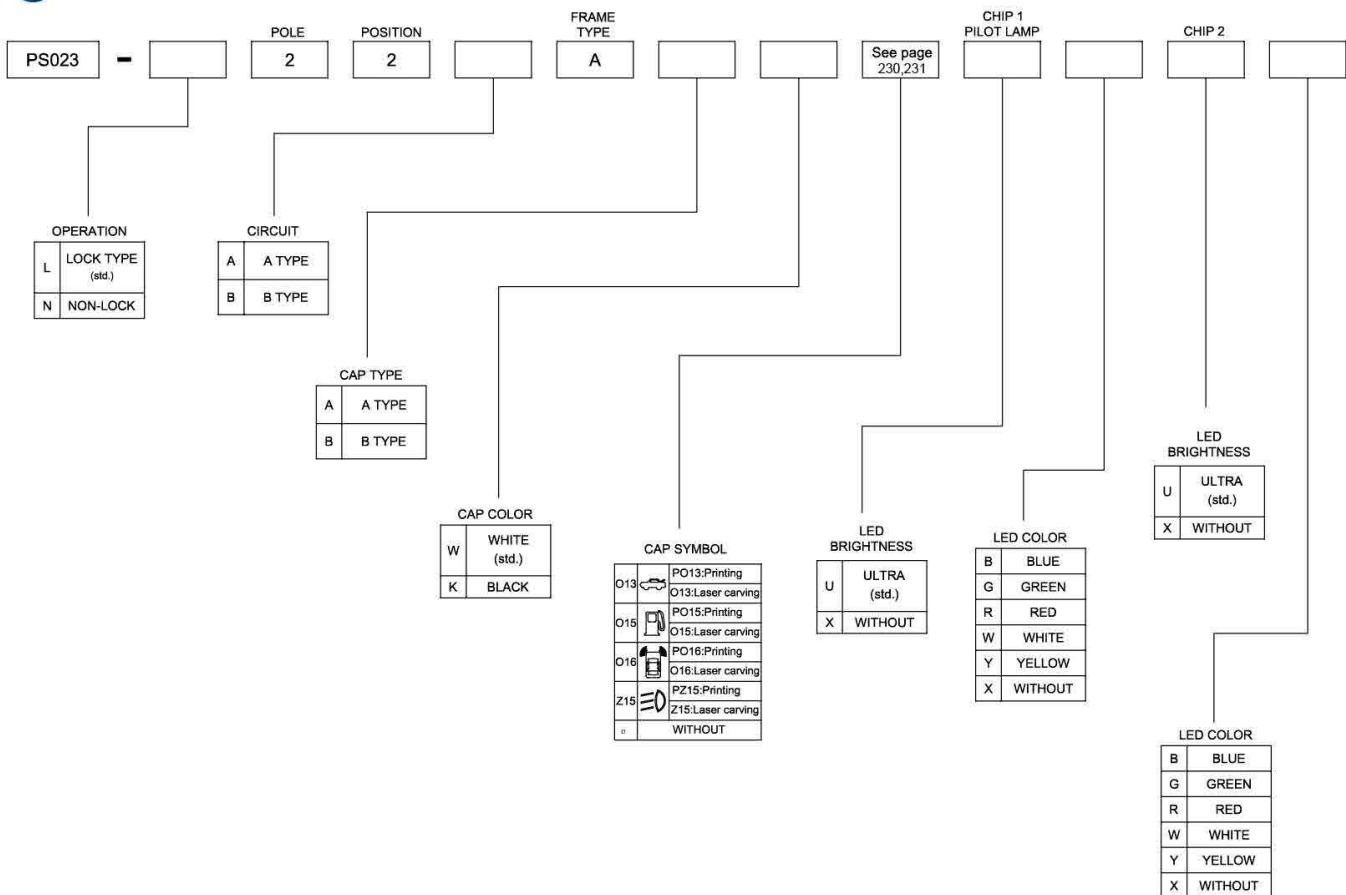 FRAME
TYPE
CHIP 1
PILOT LAMP
POLE
POSITION
CHIP 2
PS023
-
2
2
A
See page
230,231
OPERATION
L LOCK TYPE
(std.)
N NON-LOCK
CIRCUIT
A A TYPE
B B TYPE
CAP TYPE
A A TYPE
B B TYPE
CAP COLOR
W WHITE
(std.)
K BLACK
CAP SYMBOL
O13 PO13:Printing
O13:Laser carving
O15 PO15:Printing
O15:Laser carving
O16 PO16:Printing
O16:Laser carving
Z15 PZ15:Printing
Z15:Laser carving
WITHOUT
LED
BRIGHTNESS
U ULTRA
(std.)
X WITHOUT
LED COLOR
B BLUE
G GREEN
R RED
W WHITE
Y YELLOW
X WITHOUT
LED
BRIGHTNESS
U ULTRA
(std.)
X WITHOUT
LED COLOR
B BLUE
G GREEN
R RED
W WHITE
Y YELLOW
X WITHOUT